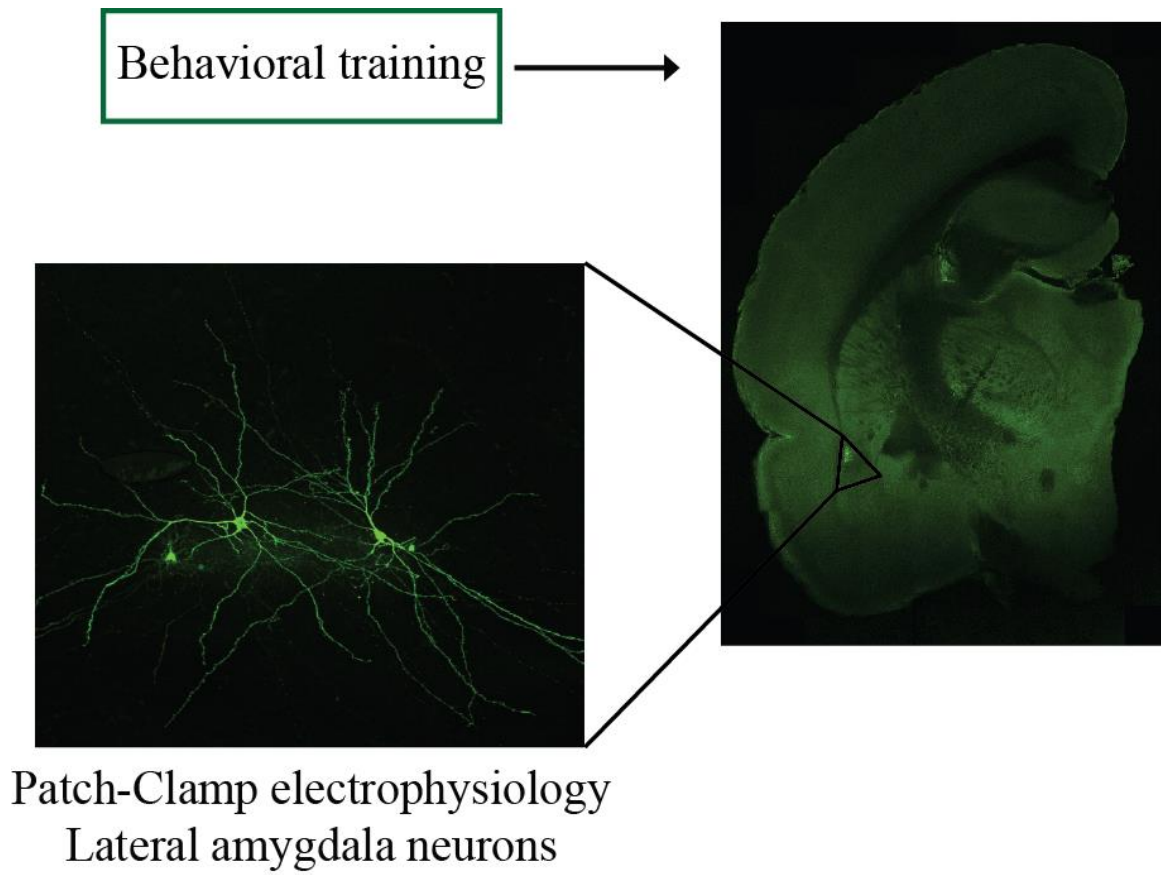 Behavioral training
Patch-Clamp electrophysiology
Lateral amygdala neurons